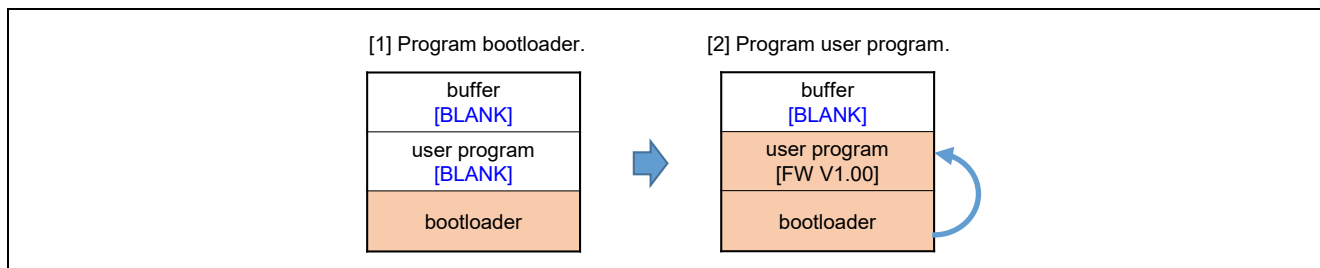 [1] Program bootloader.
buffer
[BLANK]
user program
[BLANK]
bootloader
[2] Program user program.
buffer
[BLANK]
user program
[FW V1.00]
bootloader